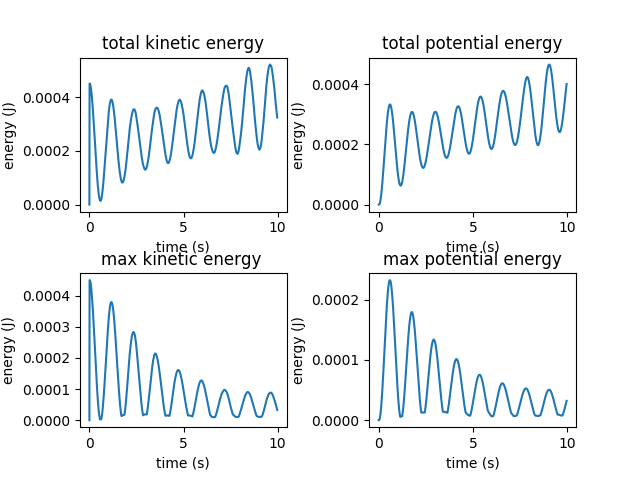 total kinetic energy
total potential energy
energy (J)
0.0004
0.0002
0.0000
0 5 10
time (s)
energy (J)
0.0004
0.0002
0.0000
0 5 10
time (s)
max kinetic energy
max potential energy
energy (J)
0.0004
0.0003
0.0002
0.0001
0.0000
0 5 10
time (s)
energy (J)
0.0002
0.0001
0.0000
0 5 10
time (s)